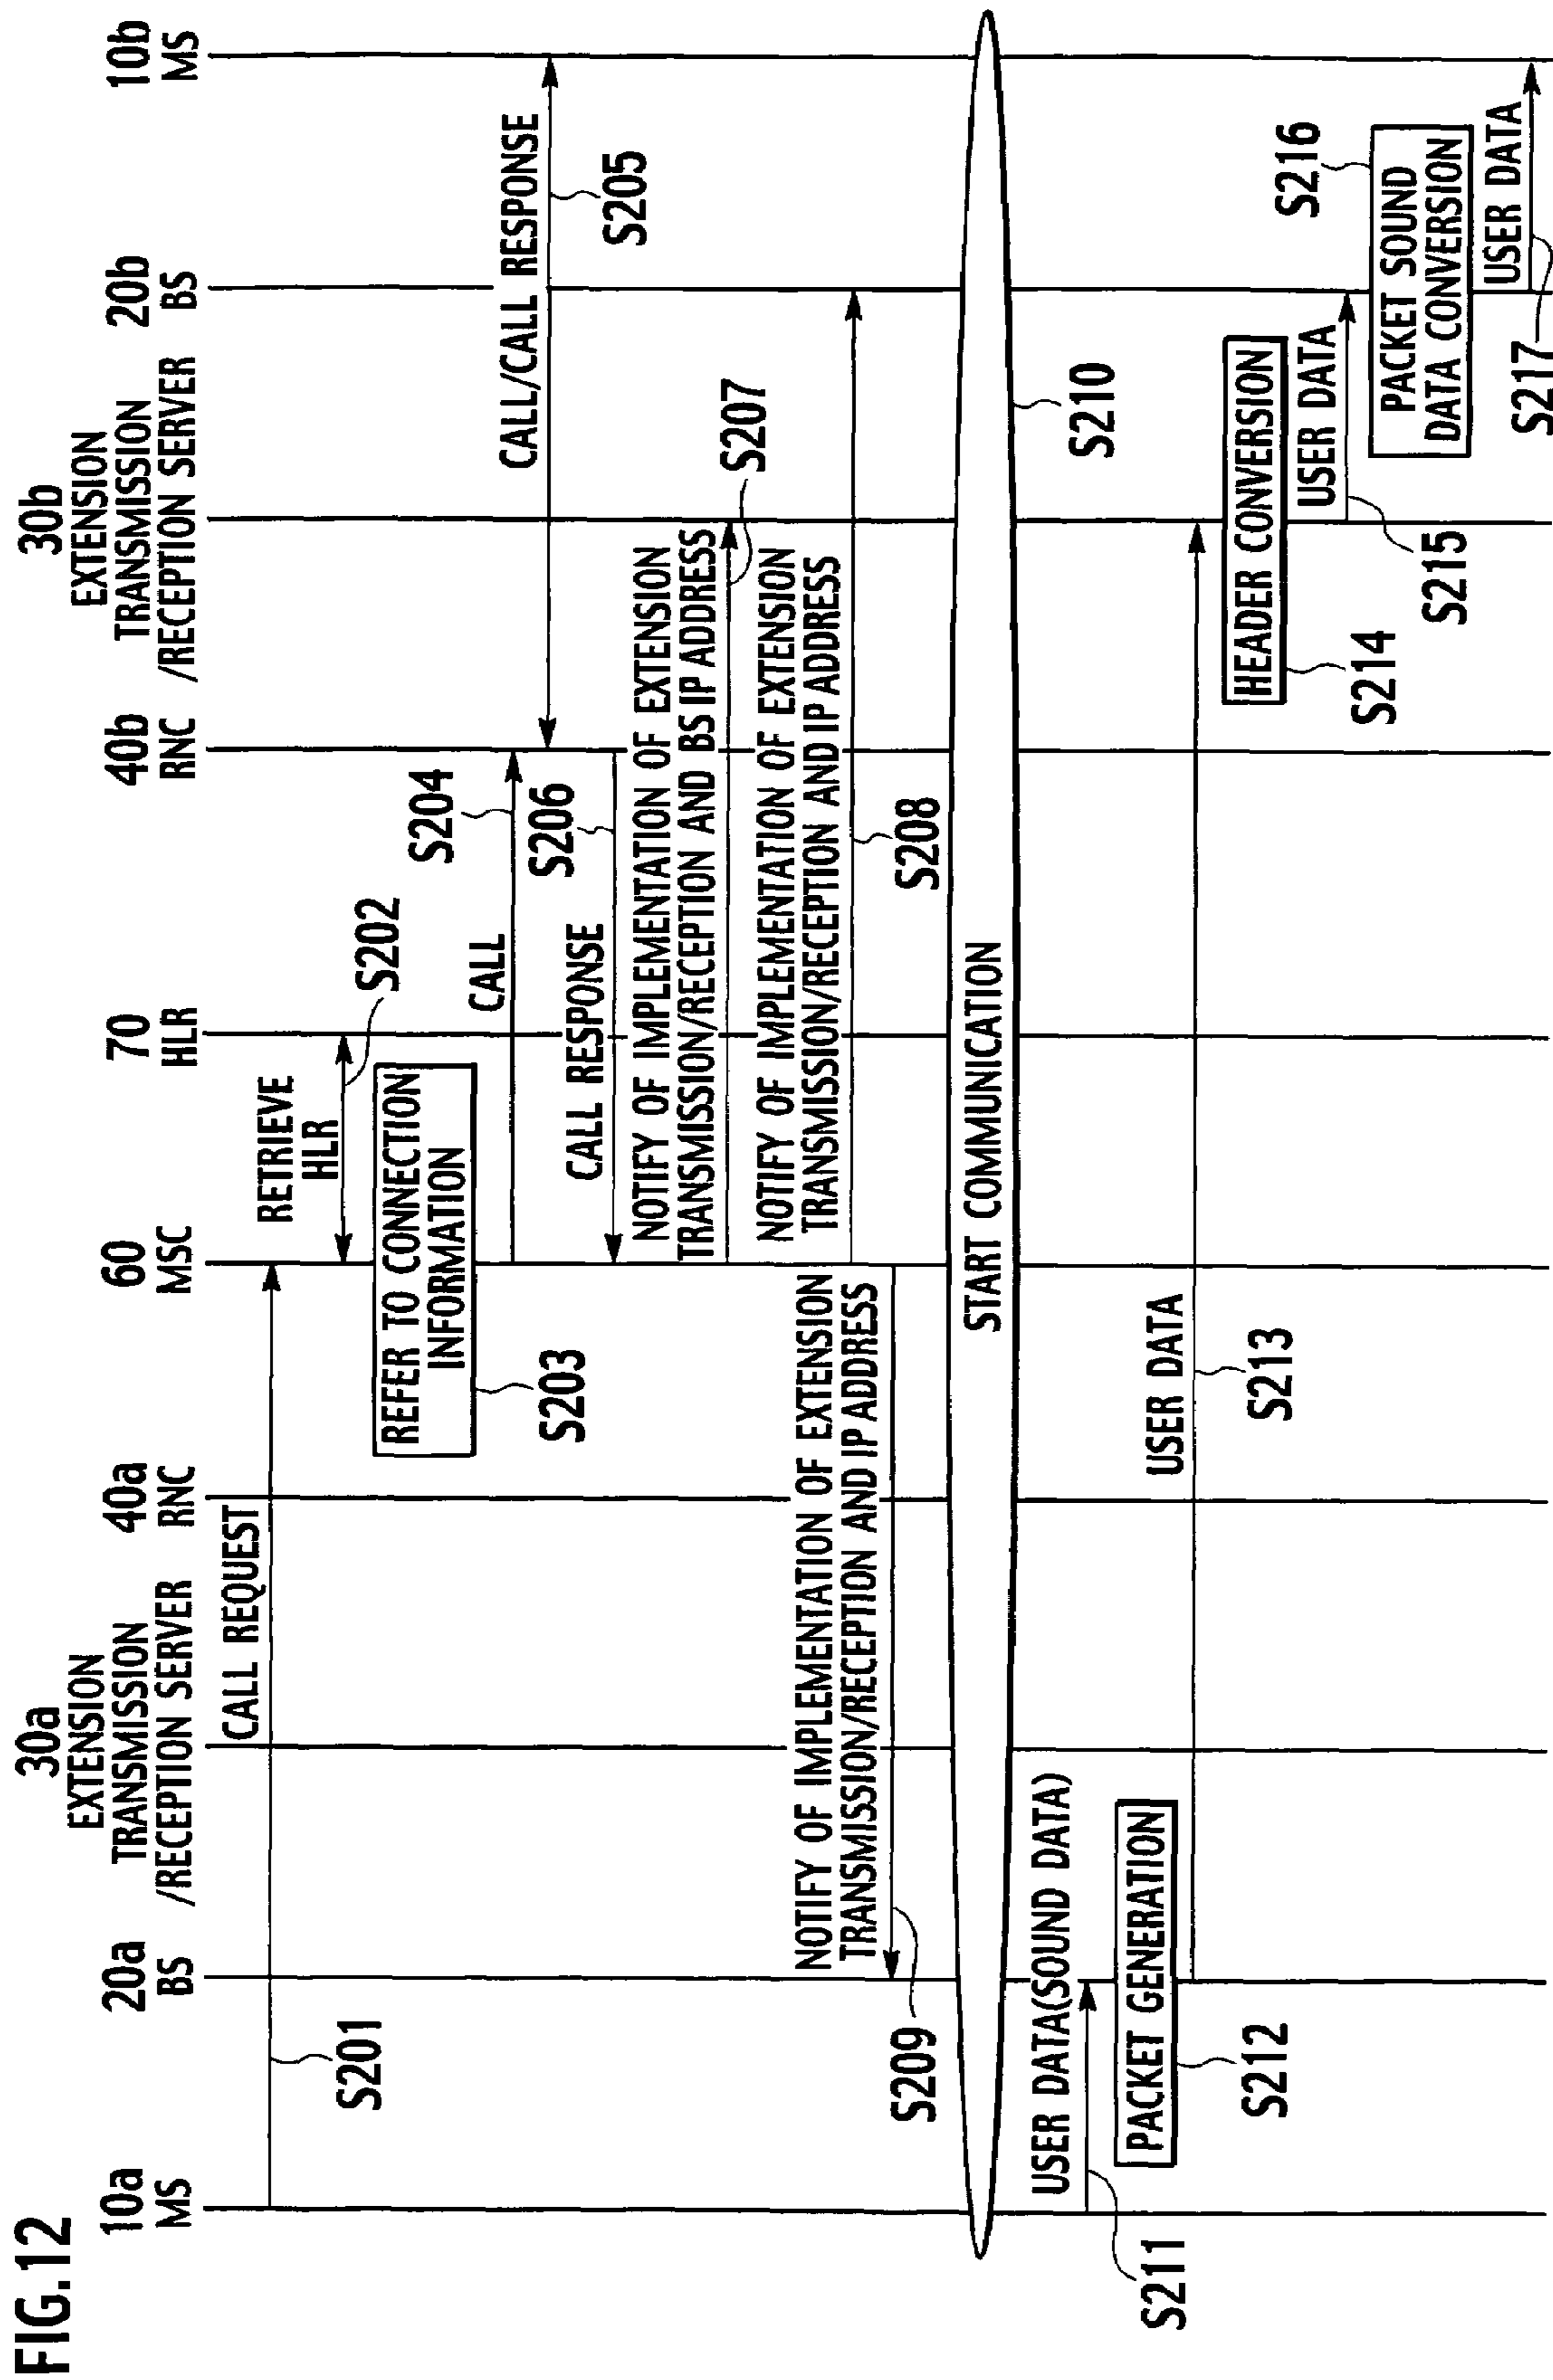 FIG.12
10a
MS
20a
BS
30a
EXTENSION
TRANSMISSION
/RECEPTION SERVER
40a
RNC
60
MSC
70
HLR
40b
RNC
30b
EXTENSION
TRANSMISSION
/RECEPTION SERVER
20b
BS
10b
MS
CALL REQUEST
S201
RETRIEVE
HLR
S202
REFER TO CONNECTION
INFORMATION
S203
CALL
S204
CALL/CALL RESPONSE
S205
CALL RESPONSE
S206
NOTIFY OF IMPLEMENTATION OF EXTENSION
TRANSMISSION/RECEPTION AND BS IP ADDRESS
S207
NOTIFY OF IMPLEMENTATION OF EXTENSION
TRANSMISSION/RECEPTION AND IP ADDRESS
S208
NOTIFY OF IMPLEMENTATION OF EXTENSION
TRANSMISSION/RECEPTION AND IP ADDRESS
S209
START COMMUNICATION
S210
USER DATA(SOUND DATA)
S211
PACKET GENERATION
S212
USER DATA
S213
HEADER CONVERSION
S214
USER DATA
S215
PACKET SOUND
DATA CONVERSION
S216
USER DATA
S217